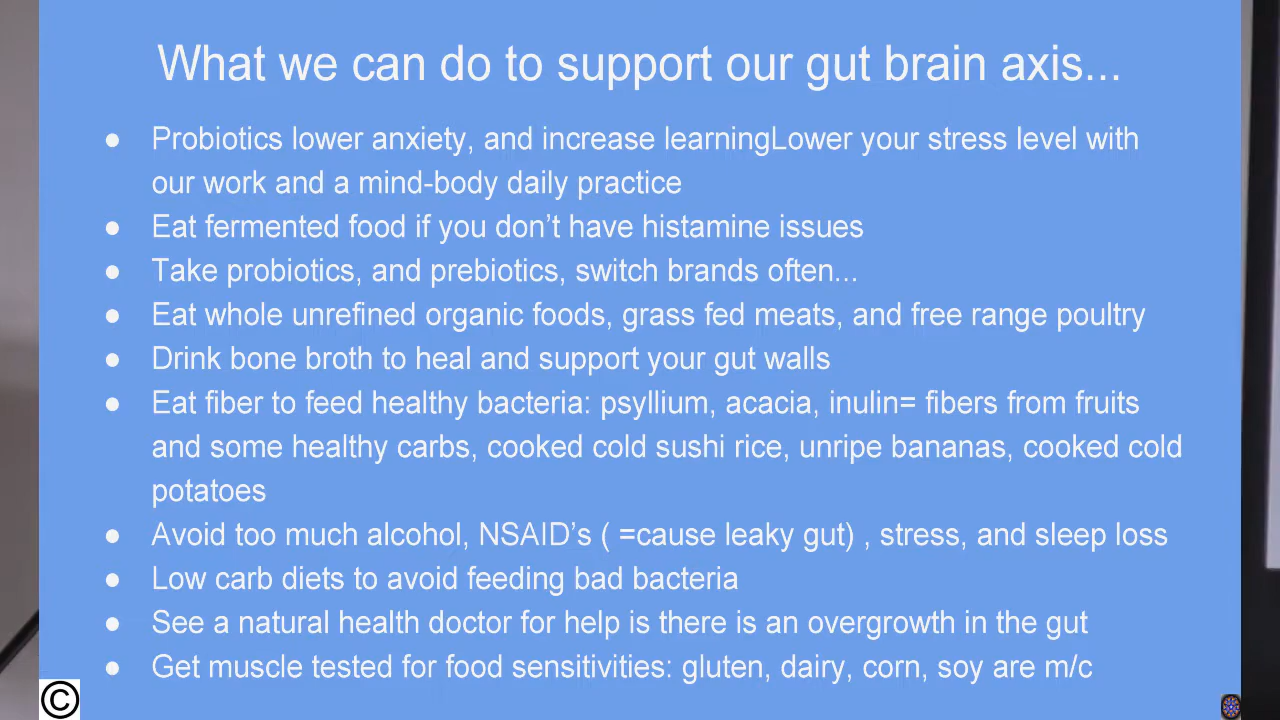 What we can do to support our gut brain axis...
● Probiotics lower anxiety, and increase learningLower your stress level with
our work and a mind-body daily practice
● Eat fermented food if you don’t have histamine issues
● Take probiotics, and prebiotics, switch brands often...
● Eat whole unrefined organic foods, grass fed meats, and free range poultry
● Drink bone broth to heal and support your gut walls
● Eat fiber to feed healthy bacteria: psyllium, acacia, inulin= fibers from fruits
and some healthy carbs, cooked cold sushi rice, unripe bananas, cooked cold
potatoes
● Avoid too much alcohol, NSAID’s ( =cause leaky gut) , stress, and sleep loss
● Low carb diets to avoid feeding bad bacteria
● See a natural health doctor for help is there is an overgrowth in the gut
● Get muscle tested for food sensitivities: gluten, dairy, corn, soy are m/c
©